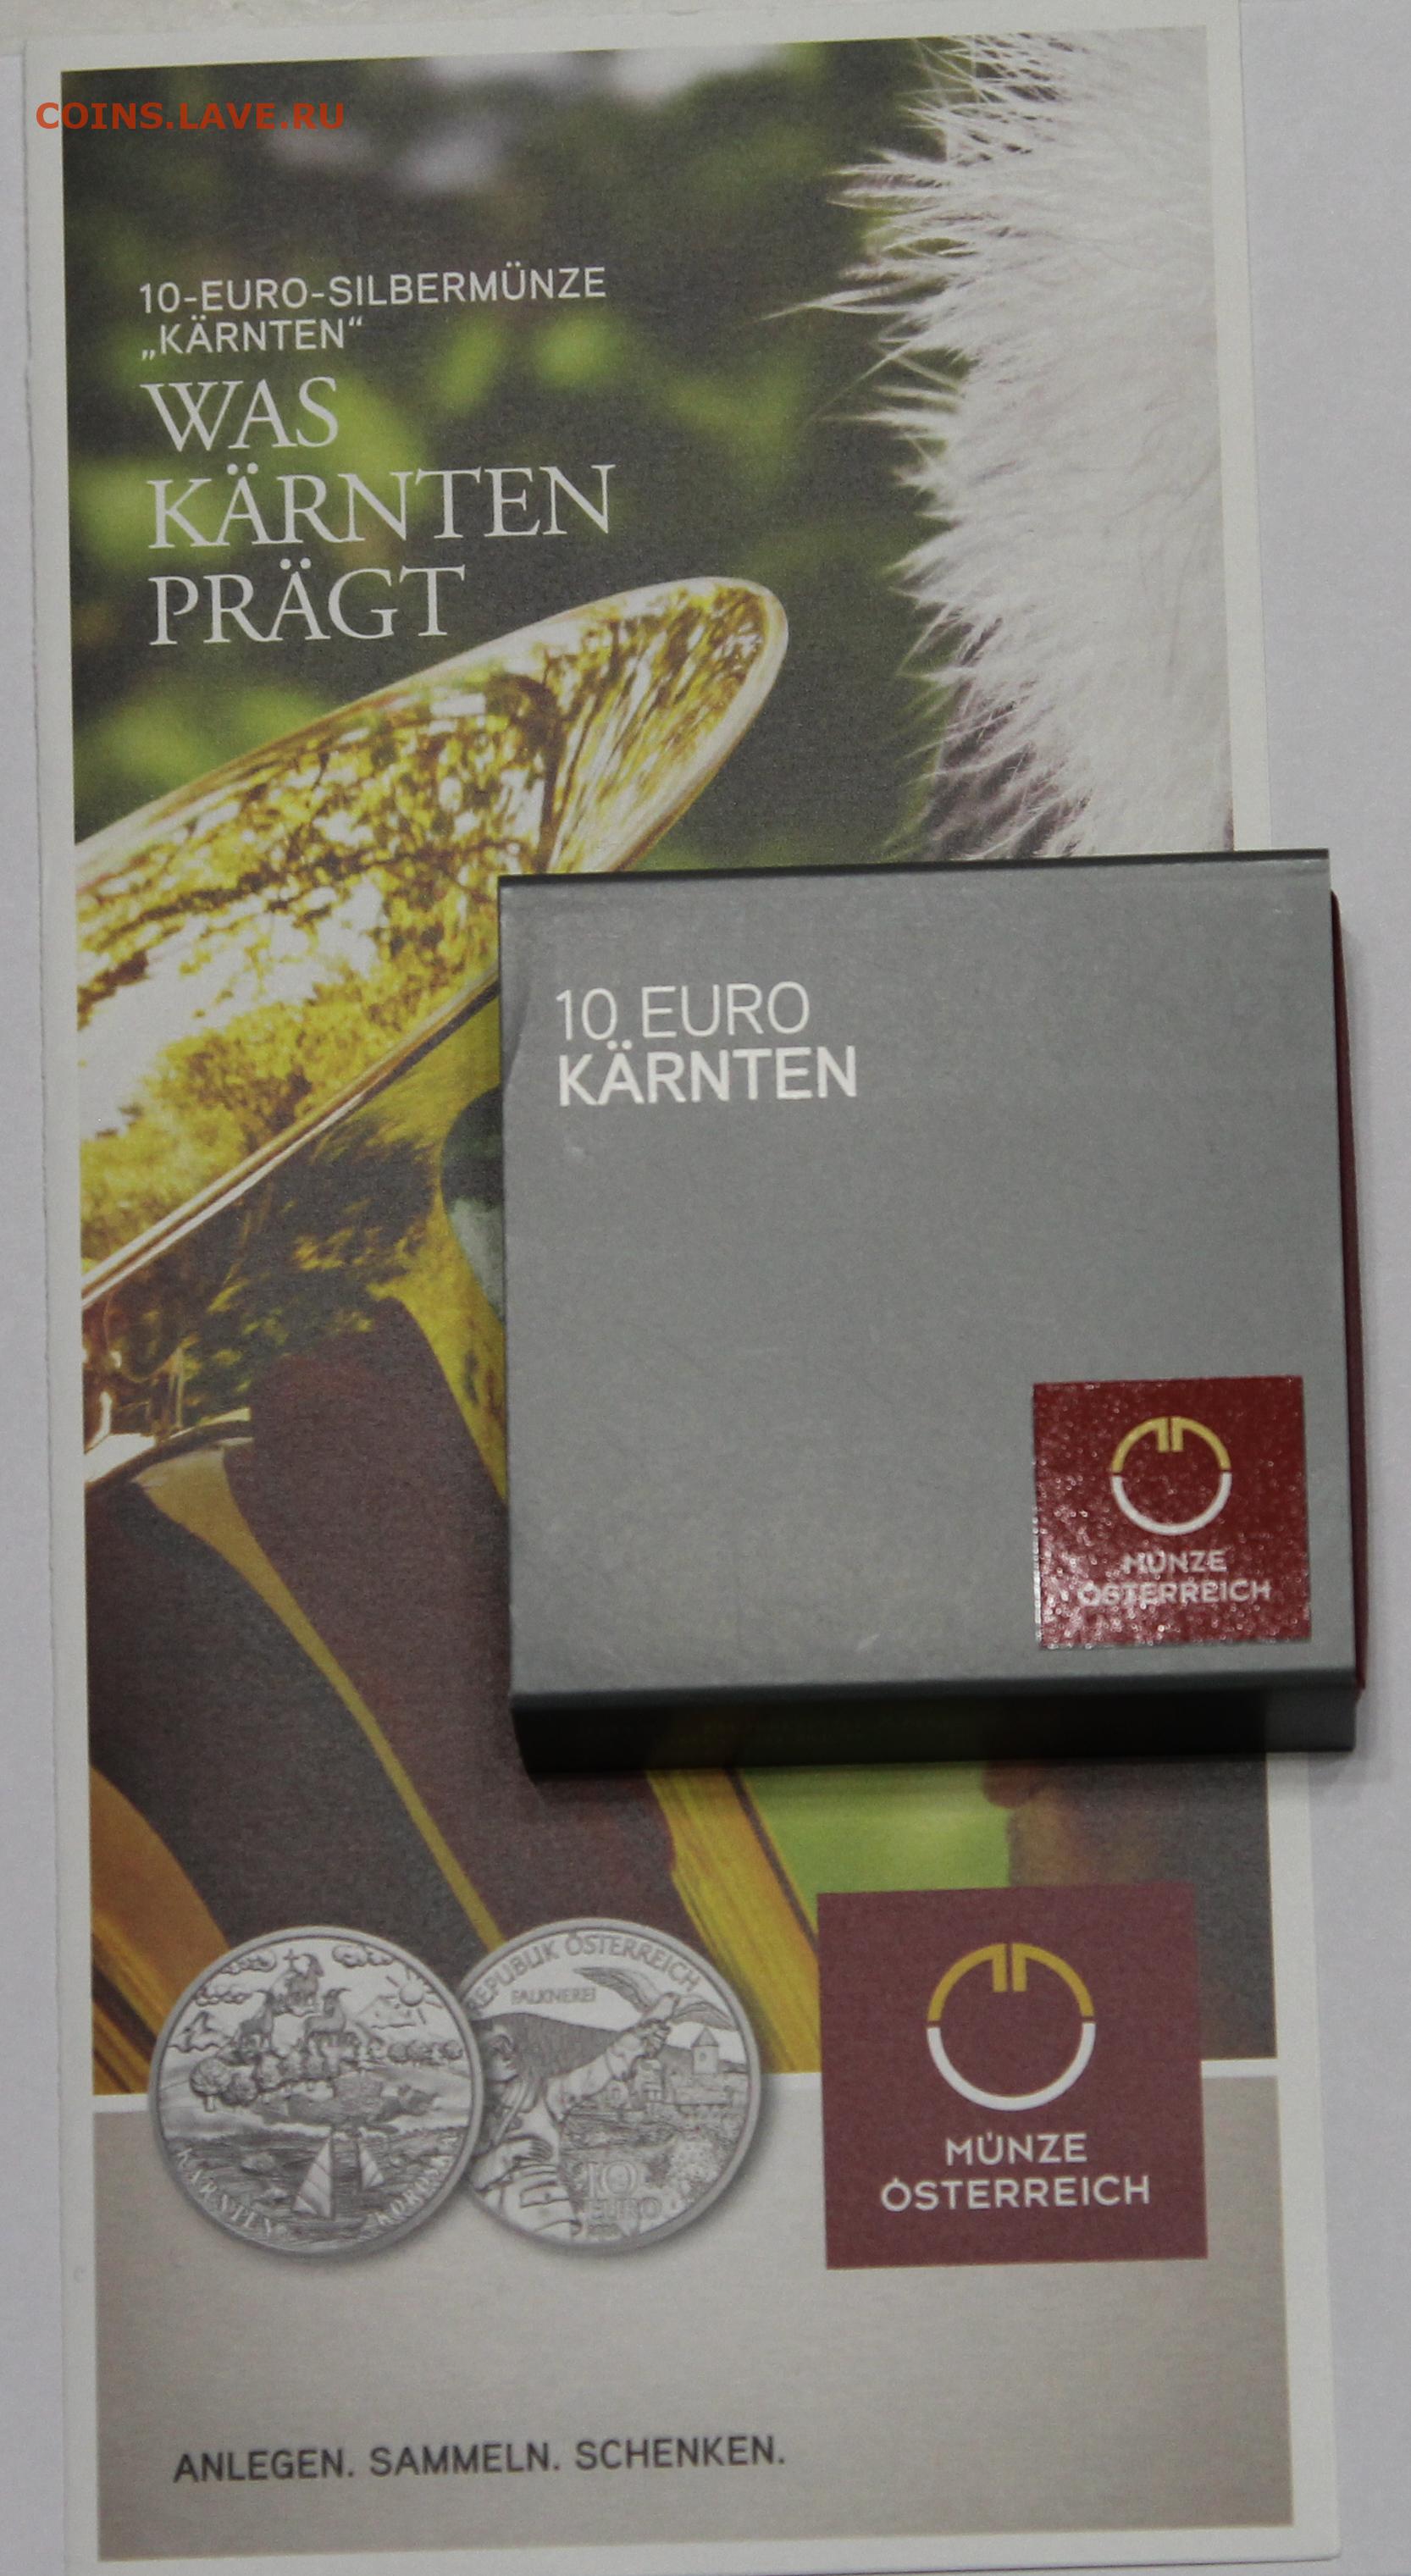 COINS.LAVE.RU
10-EURO-SILBERMÜNZE
„KÄRNTEN“
WAS
KÄRNTEN
PRÄGT
10 EURO
KÄRNTEN
MÜNZE
ÖSTERREICH
REPUBLIK ÖSTERREICH
FALKNEREI
10
EURO
KÄRNTEN
MÜNZE
ÖSTERREICH
ANLEGEN. SAMMELN. SCHENKEN.